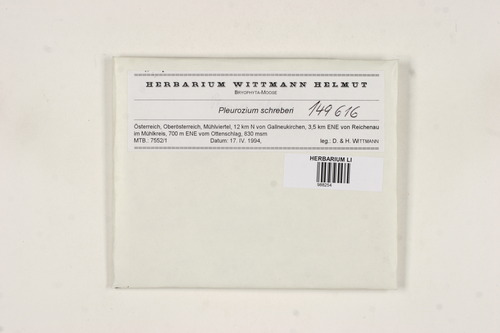 HERBARIUM WITTMANN HELMUT
BRYOPHYTA-MOOSE
Pleurozium schreberi 149616
Österreich, Oberösterreich, Mühlviertel, 12 km N von Gallneukirchen, 3,5 km ENE von Reichenau
im Mühlkreis, 700 m ENE vom Ottenschlag, 830 msm
MTB.: 7552/1 Datum: 17. IV. 1994, leg.: D. & H. WITTMANN
HERBARIUM LI